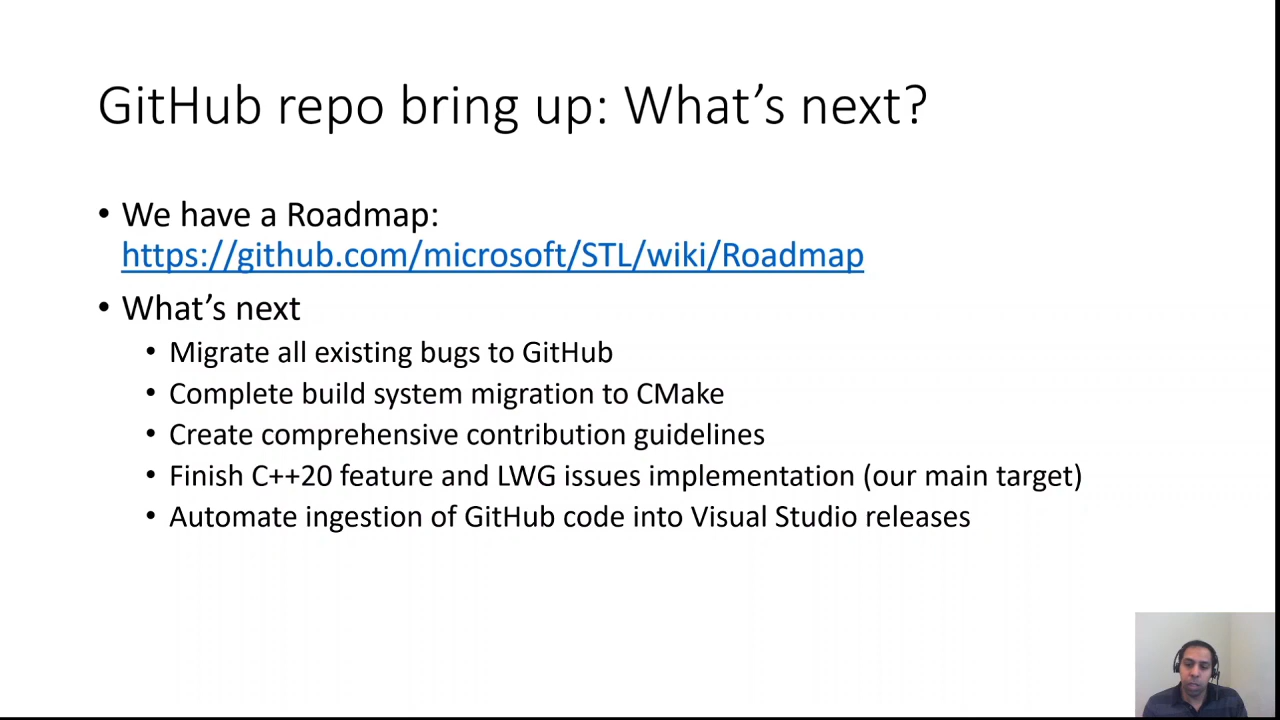 GitHub repo bring up: What’s next?
• We have a Roadmap:
https://github.com/microsoft/STL/wiki/Roadmap
• What’s next
• Migrate all existing bugs to GitHub
• Complete build system migration to CMake
• Create comprehensive contribution guidelines
• Finish C++20 feature and LWG issues implementation (our main target)
• Automate ingestion of GitHub code into Visual Studio releases